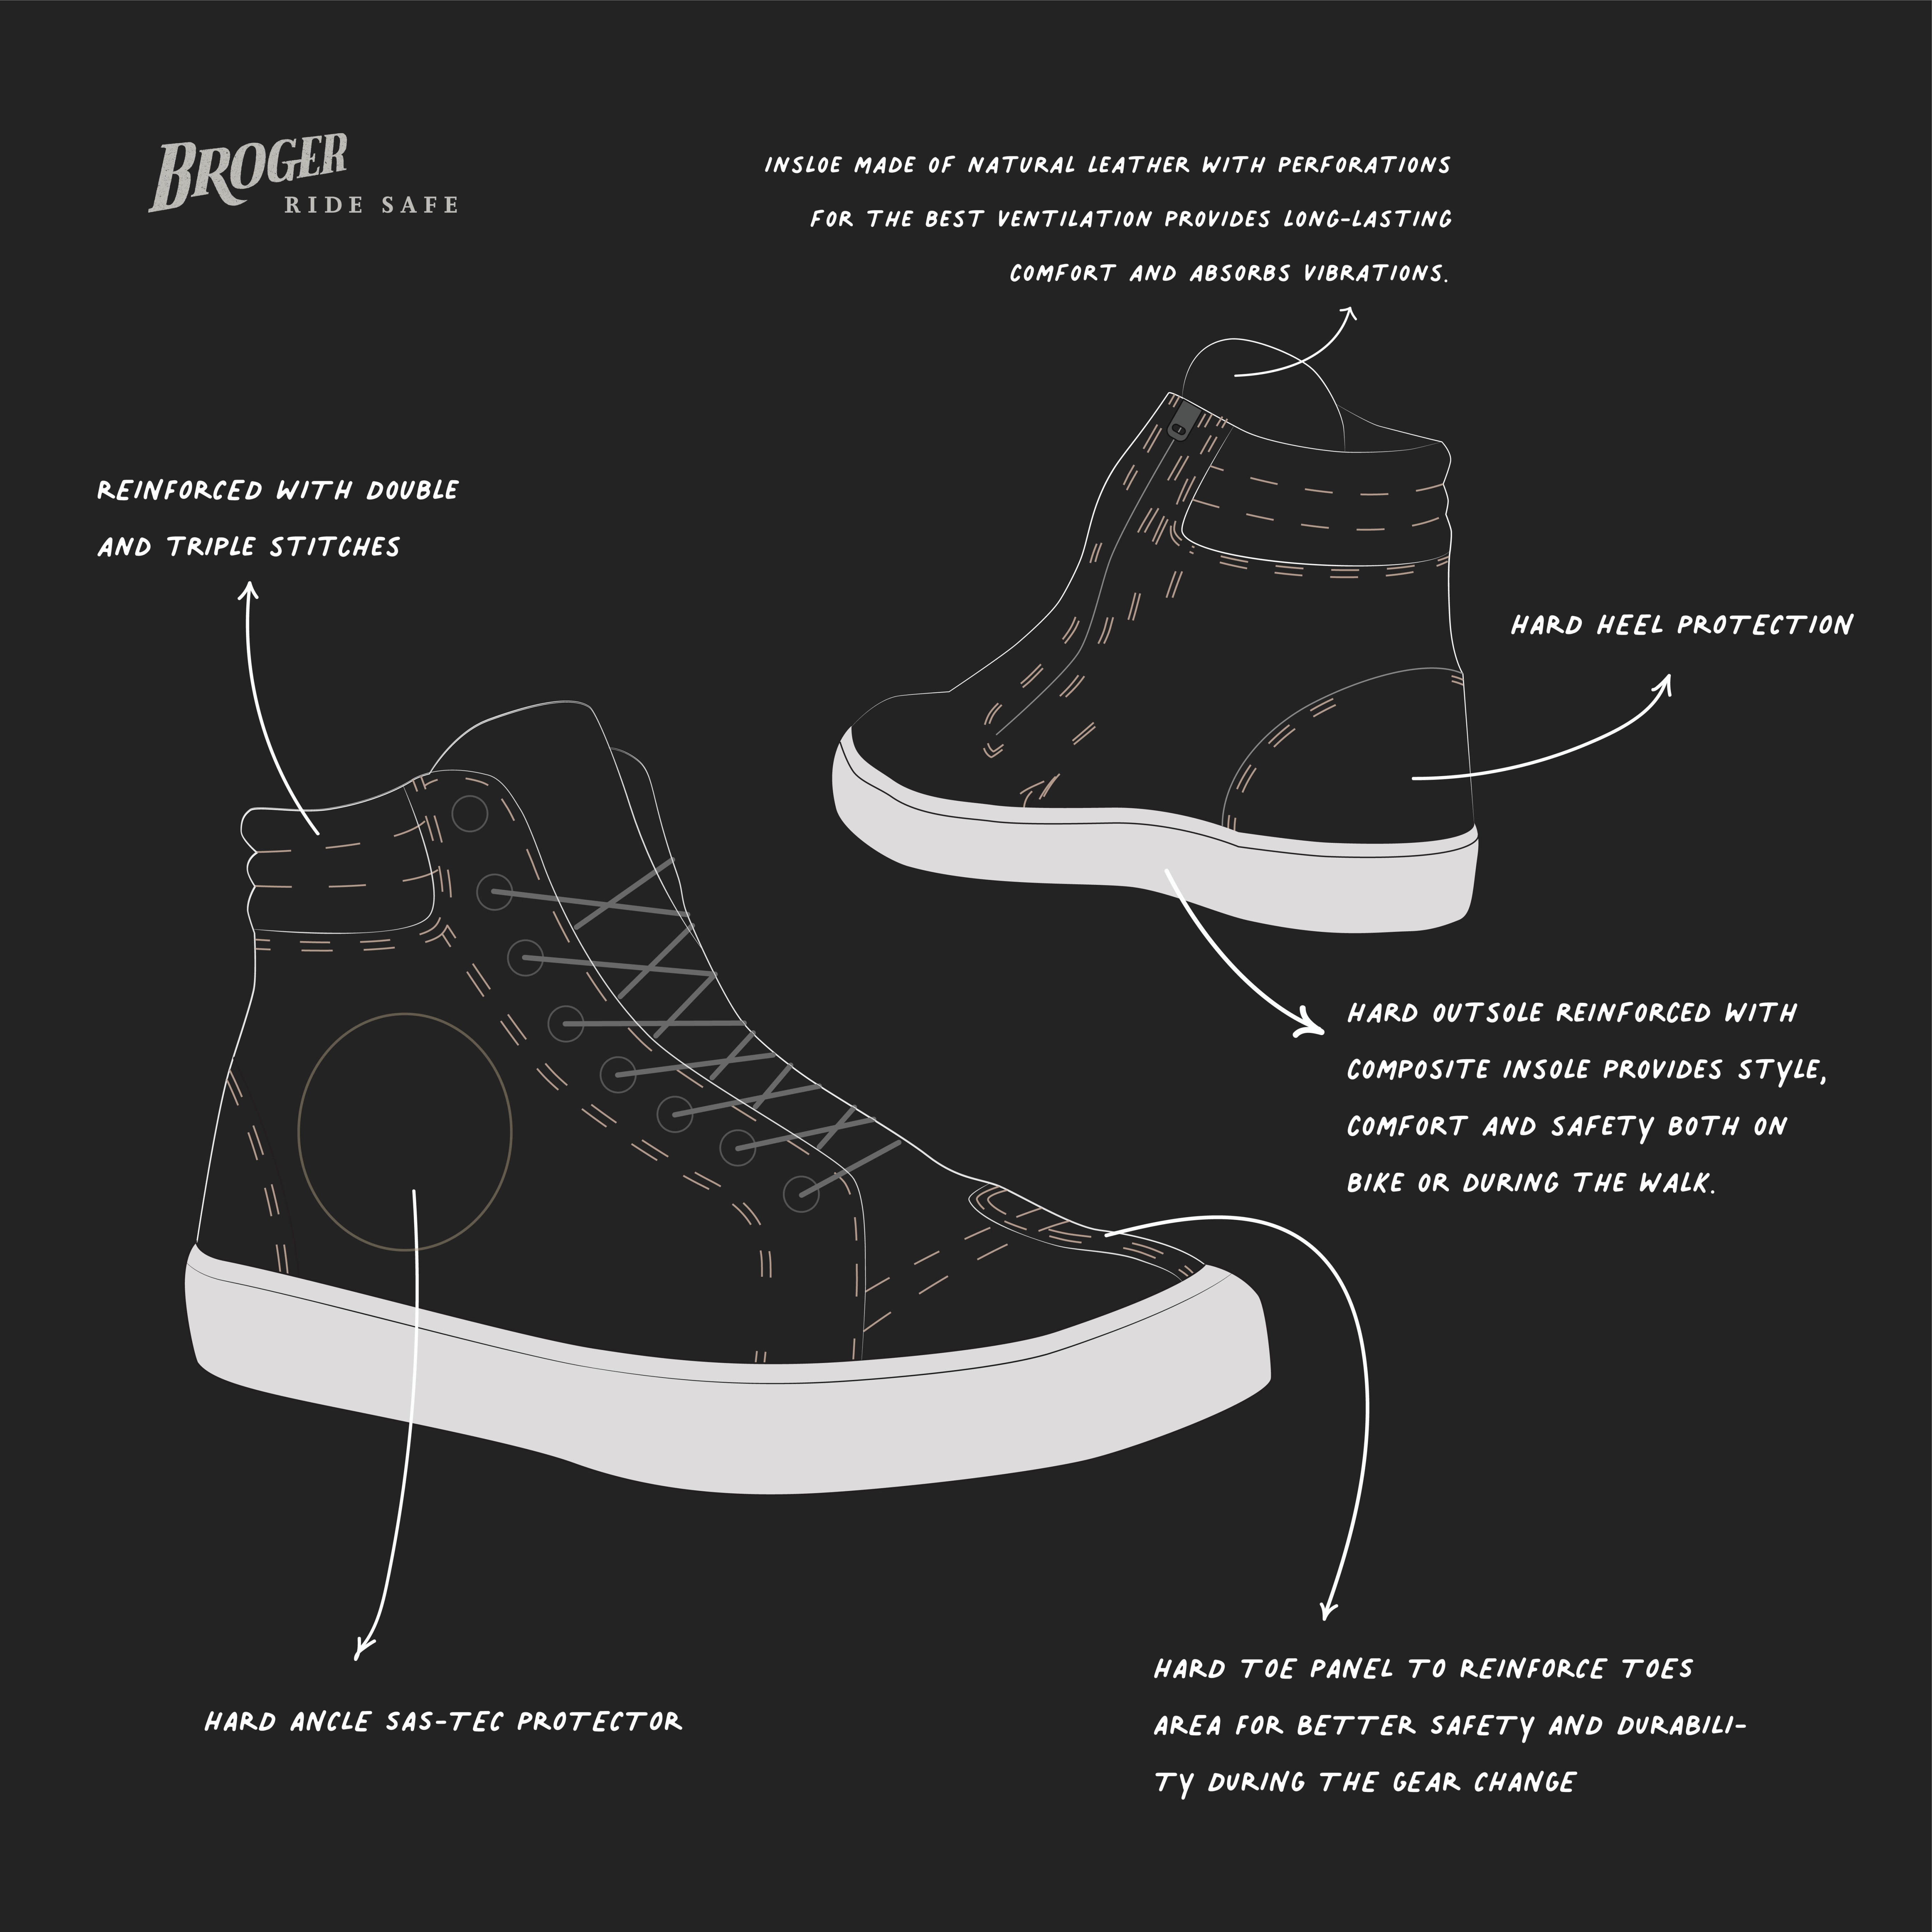 BROGER
RIDE SAFE
INSLOE MADE OF NATURAL LEATHER WITH PERFORATIONS
FOR THE BEST VENTILATION PROVIDES LONG-LASTING
COMFORT AND ABSORBS VIBRATIONS.
REINFORCED WITH DOUBLE
AND TRIPLE STITCHES
HARD HEEL PROTECTION
HARD OUTSOLE REINFORCED WITH
COMPOSITE INSOLE PROVIDES STYLE,
COMFORT AND SAFETY BOTH ON
BIKE OR DURING THE WALK.
HARD ANGLE SAS-TEC PROTECTOR
HARD TOE PANEL TO REINFORCE TOES
AREA FOR BETTER SAFETY AND DURABILI-
TY DURING THE GEAR CHANGE